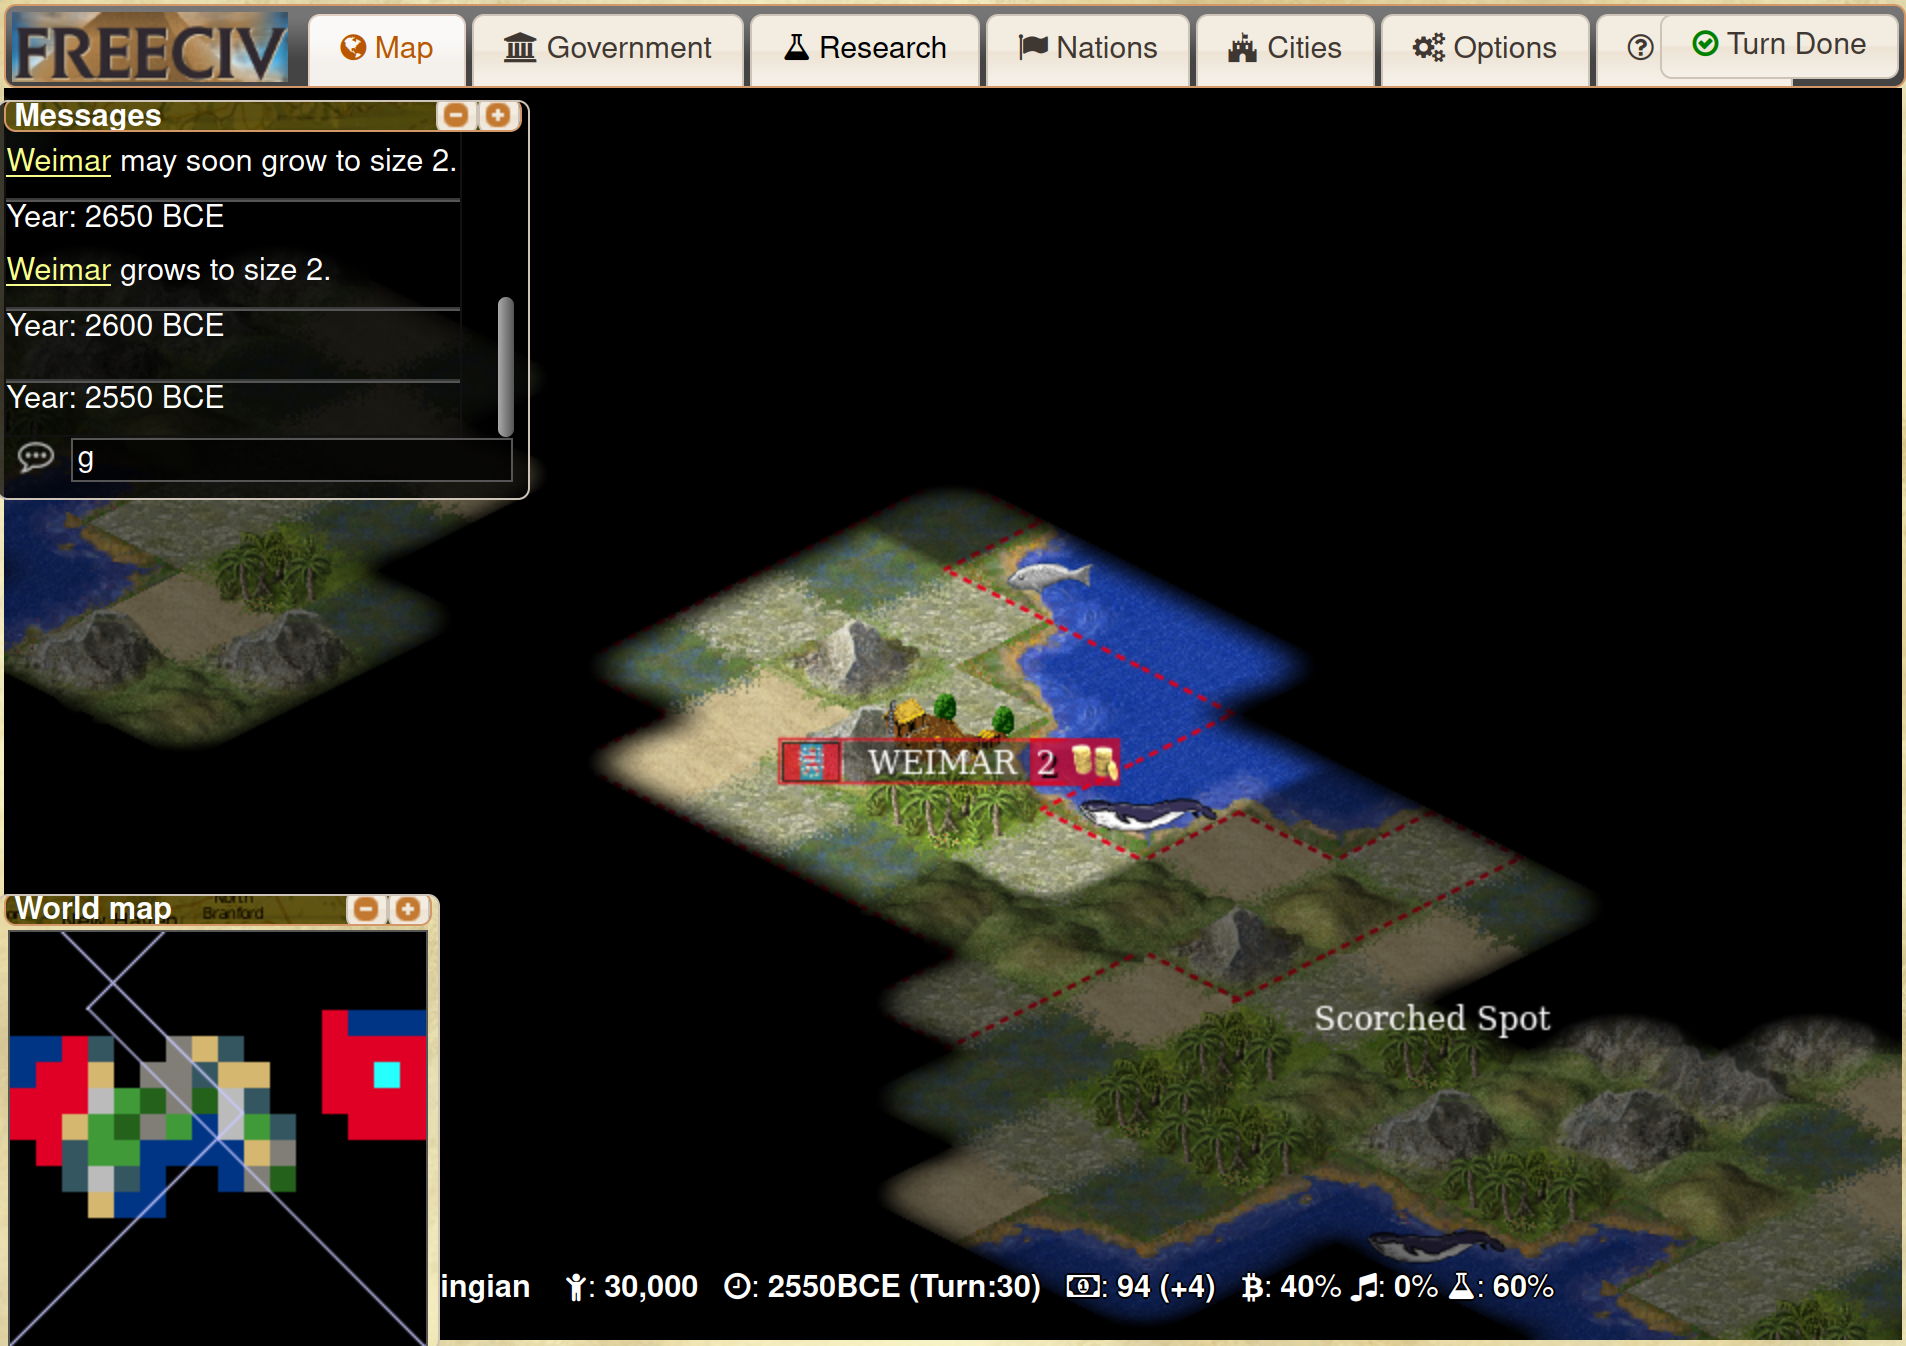 FREECIV
Map
Government
Research
Nations
Cities
Options
Turn Done
Messages
Weimar may soon grow to size 2.
Year: 2650 BCE
Weimar grows to size 2.
Year: 2600 BCE
Year: 2550 BCE
g
WEIMAR 2
Scorched Spot
World map
North
Branford
ingian : 30,000 : 2550BCE (Turn:30) : 94 (+4) : 40% : 0% : 60%